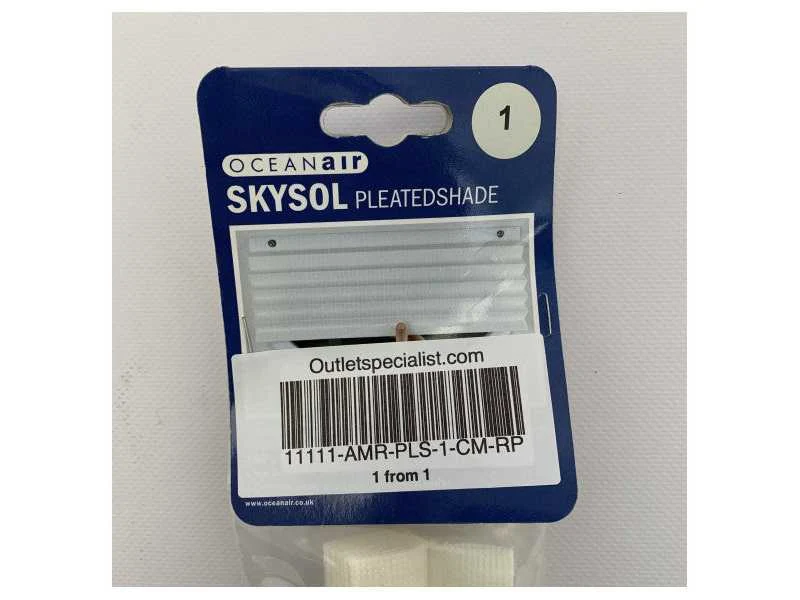 1
OCEANair
SKYSOL PLEATEDSHADE
Outletspecialist.com
11111-AMR-PLS-1-CM-RP
1 from 1
www.oceanair.co.uk